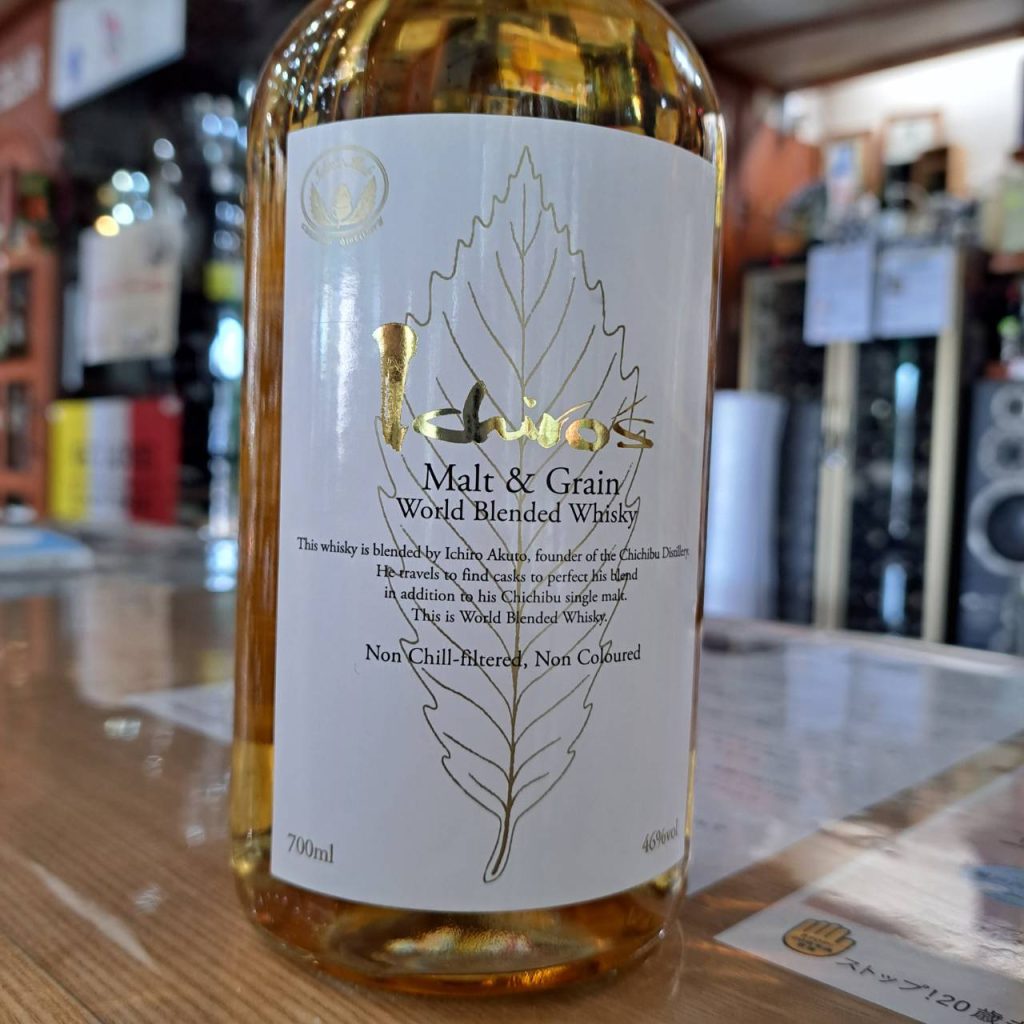 Ichiro's
Malt & Grain
World Blended Whisky
This whisky is blended by Ichiro Akuto, founder of the Chichibu Distillery.
He travels to find casks to perfect his blend
in addition to his Chichibu single malt.
This is World Blended Whisky.
Non Chill-filtered, Non Coloured
700ml
46%vol
ストップ!20歳